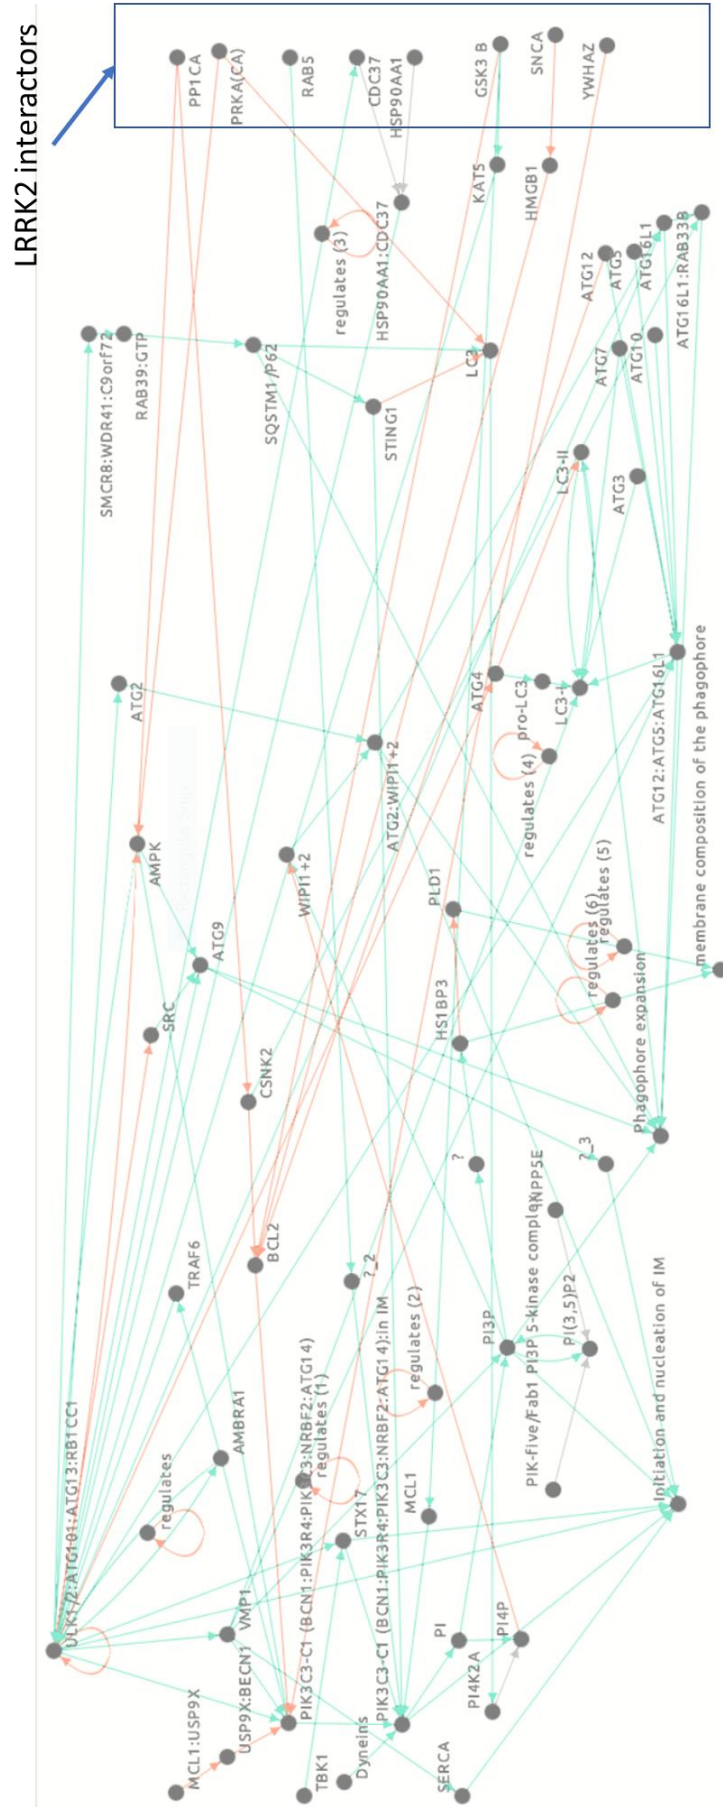 LRRK2 interactors
PP1CA
PRKA(CA)
RAB5
CDC37
HSP90AA1
GSK3 B
SNCA
YWHAZ
KAT5
HMGB1
regulates (3)
HSP90AA1:CDC37
ATG12
ATG5
ATG16L1
ATG16L1:RAB33B
SMCR8:WDR41:C9orf72
RAB39:GTP
SQSTM1/P62
STING1
LC3
ATG7
ATG10
LC3-II
ATG3
ATG2
ATG2:WIPI1+2
ATG4
pro-LC3
LC3-I
regulates (4)
ATG12:ATG5:ATG16L1
AMPK
WIPI1+2
PLD1
regulates (5)
regulates (6)
membrane composition of the phagophore
ATG9
SRC
HS1BP3
CSNK2
Phagophore expansion
?
?_3
INPP5E
BCL2
TRAF6
?_2
PI3P
PI(3,5)P2
PIK-five/Fab1 PI3P 5-kinase complex
regulates (2)
AMBRA1
regulates
regulates (1)
STX17
MCL1
Initiation and nucleation of IM
ULK1/2:ATG101:ATG13:RB1CC1
VMP1
PIK3C3-C1 (BCN1:PIK3R4:PIK3C3:NRBF2:ATG14)
PIK3C3-C1 (BCN1:PIK3R4:PIK3C3:NRBF2:ATG14):in IM
PI
PI4P
PI4K2A
MCL1:USP9X
USP9X:BECN1
TBK1
Dyneins
SERCA